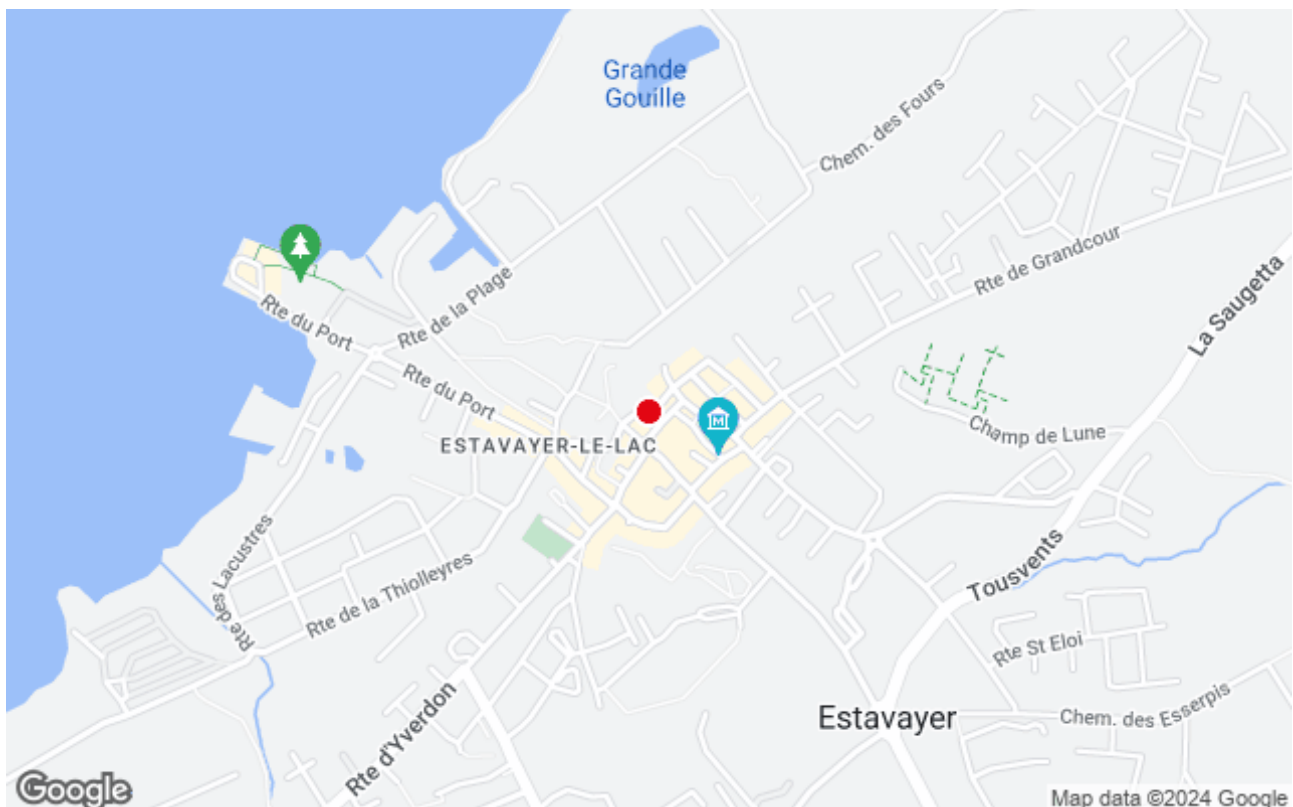 Grande
Gouille
Chem. des Fours
Rte de Grandcour
La Saugetta
Rte de la Plage
Rte du Port
Rte du Port
ESTAVAYER-LE-LAC
M
Champ de Lune
Rte des Lacustres
Rte de la Thiolleyres
Tousvents
Rte St Eloi
Rte d'Yverdon
Estavayer
Chem. des Esserpis
Google
Map data ©2024 Google